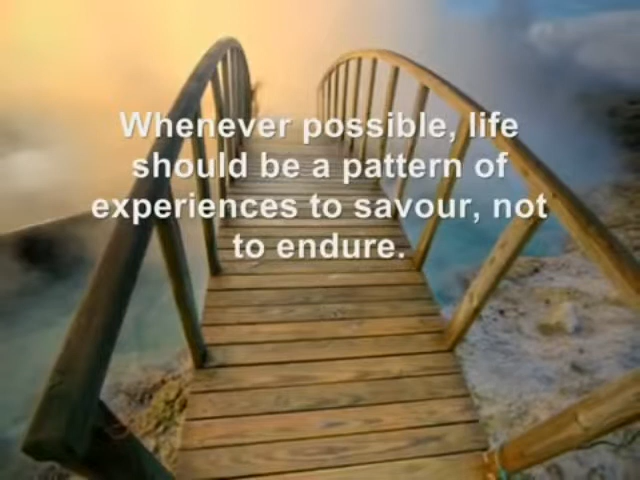 Whenever possible, life
should be a pattern of
experiences to savour, not
to endure.